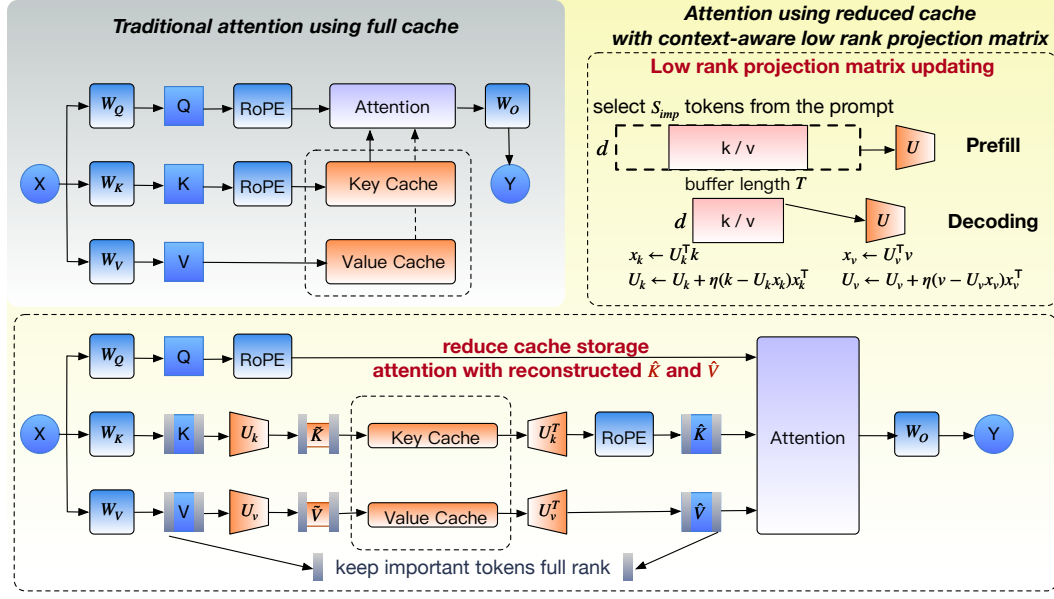 Traditional attention using full cache
W_Q
Q
RoPE
Attention
W_O
X
W_K
K
RoPE
Key Cache
Y
W_V
V
Value Cache
Attention using reduced cache
with context-aware low rank projection matrix
Low rank projection matrix updating
select S_{imp} tokens from the prompt
d
k / v
U
Prefill
buffer length T
d
k / v
U
Decoding
x_k ← U_k^⊤ k
x_v ← U_v^⊤ v
U_k ← U_k + η(k − U_k x_k)x_k^⊤
U_v ← U_v + η(v − U_v x_v)x_v^⊤
W_Q
Q
RoPE
reduce cache storage
attention with reconstructed K̂ and V̂
X
W_K
K
U_k
K̃
Key Cache
U_k^T
RoPE
K̂
Attention
W_O
Y
W_V
V
U_v
Ṽ
Value Cache
U_v^T
V̂
keep important tokens full rank